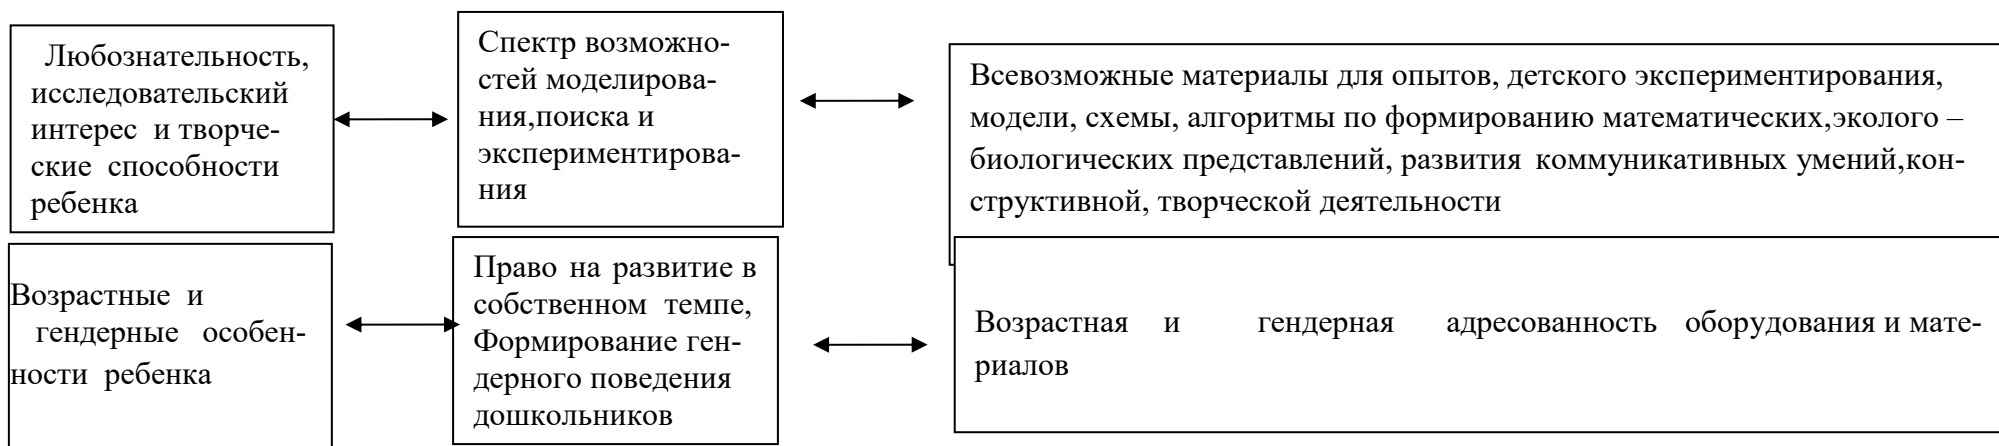 Любознательность,
исследовательский
интерес и творче-
ские способности
ребенка
Спектр возможно-
стей моделирова-
ния,поиска и
экспериментирова-
ния
Всевозможные материалы для опытов, детского экспериментирования,
модели, схемы, алгоритмы по формированию математических,эколого –
биологических представлений, развития коммуникативных умений,кон-
структивной, творческой деятельности
Возрастные и
гендерные особен-
ности ребенка
Право на развитие в
собственном темпе,
Формирование ген-
дерного поведения
дошкольников
Возрастная и гендерная адресованность оборудования и мате-
риалов